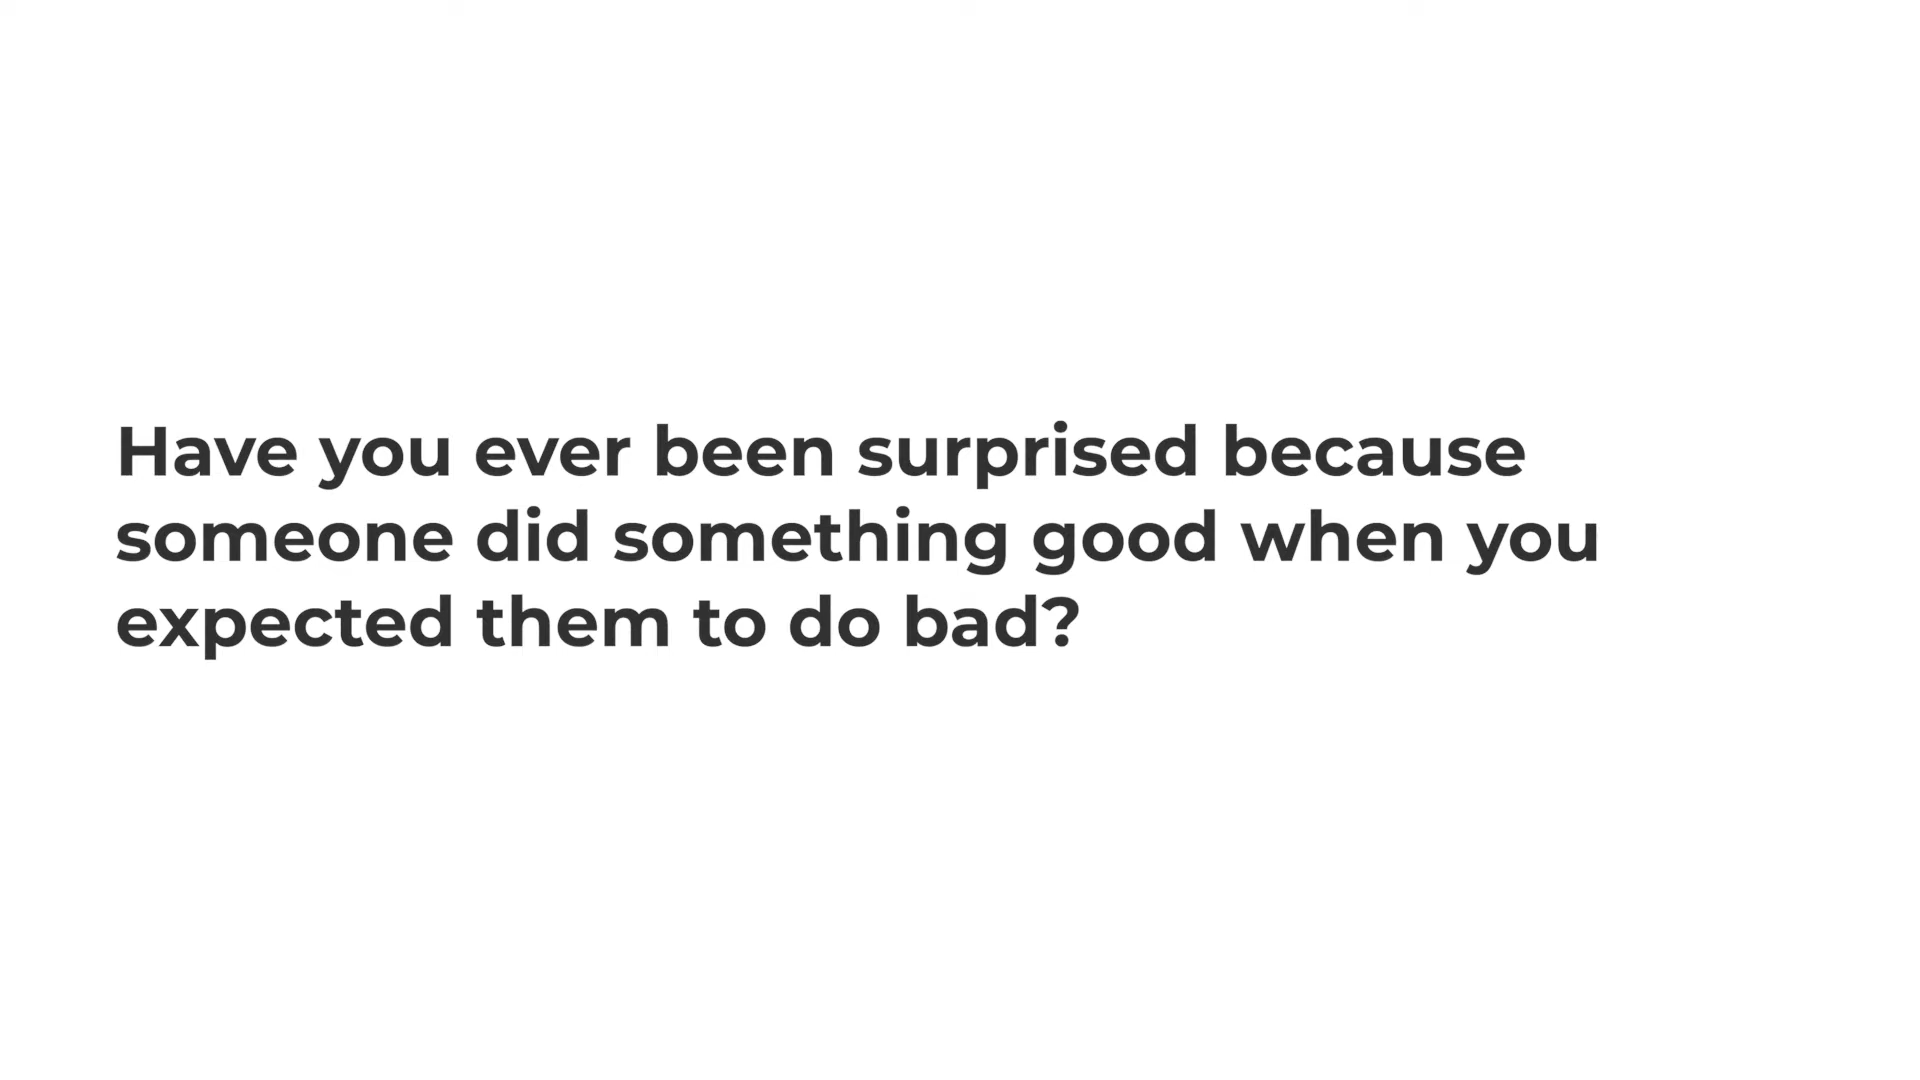 Have you ever been surprised because
someone did something good when you
expected them to do bad?